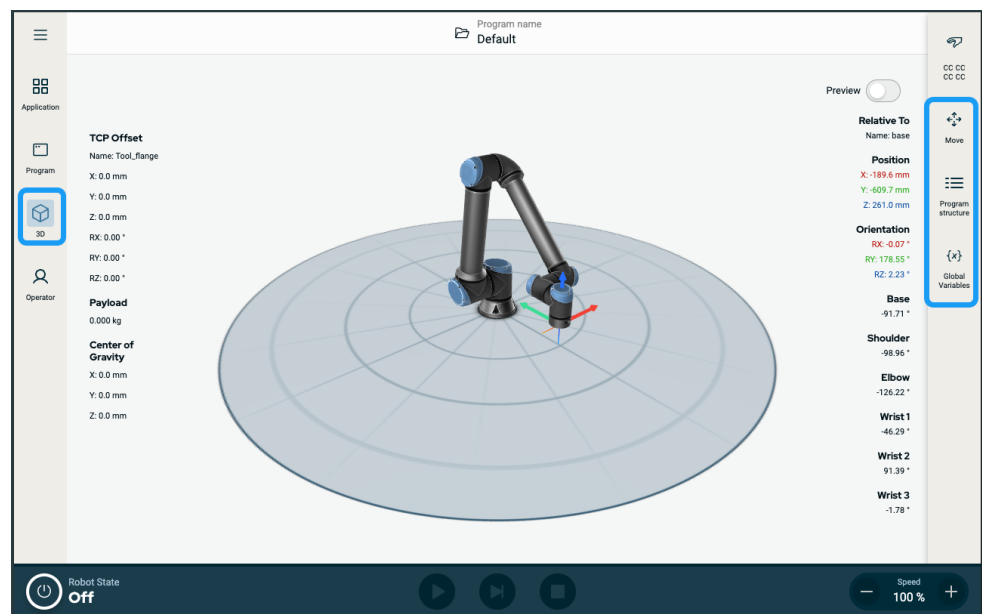 Program name
Default
Application
Program
3D
Operator
TCP Offset
Name: Tool_flange
X: 0.0 mm
Y: 0.0 mm
Z: 0.0 mm
RX: 0.00 °
RY: 0.00 °
RZ: 0.00 °
Payload
0.000 kg
Center of
Gravity
X: 0.0 mm
Y: 0.0 mm
Z: 0.0 mm
Preview
Relative To
Name: base
Position
X: -189.6 mm
Y: -609.7 mm
Z: 261.0 mm
Orientation
RX: -0.07 °
RY: 178.55 °
RZ: 2.23 °
Base
-91.71 °
Shoulder
-98.96 °
Elbow
-126.22 °
Wrist 1
-46.29 °
Wrist 2
91.39 °
Wrist 3
-1.78 °
CC CC
CC CC
Move
Program
structure
{x}
Global
Variables
Robot State
Off
Speed
100 %